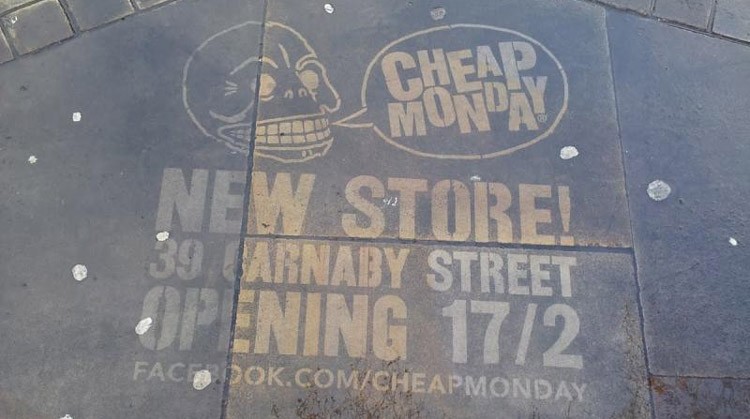 CHEAP
MONDAY®
NEW STORE!
39 CARNABY STREET
OPENING 17/2
FACEBOOK.COM/CHEAPMONDAY